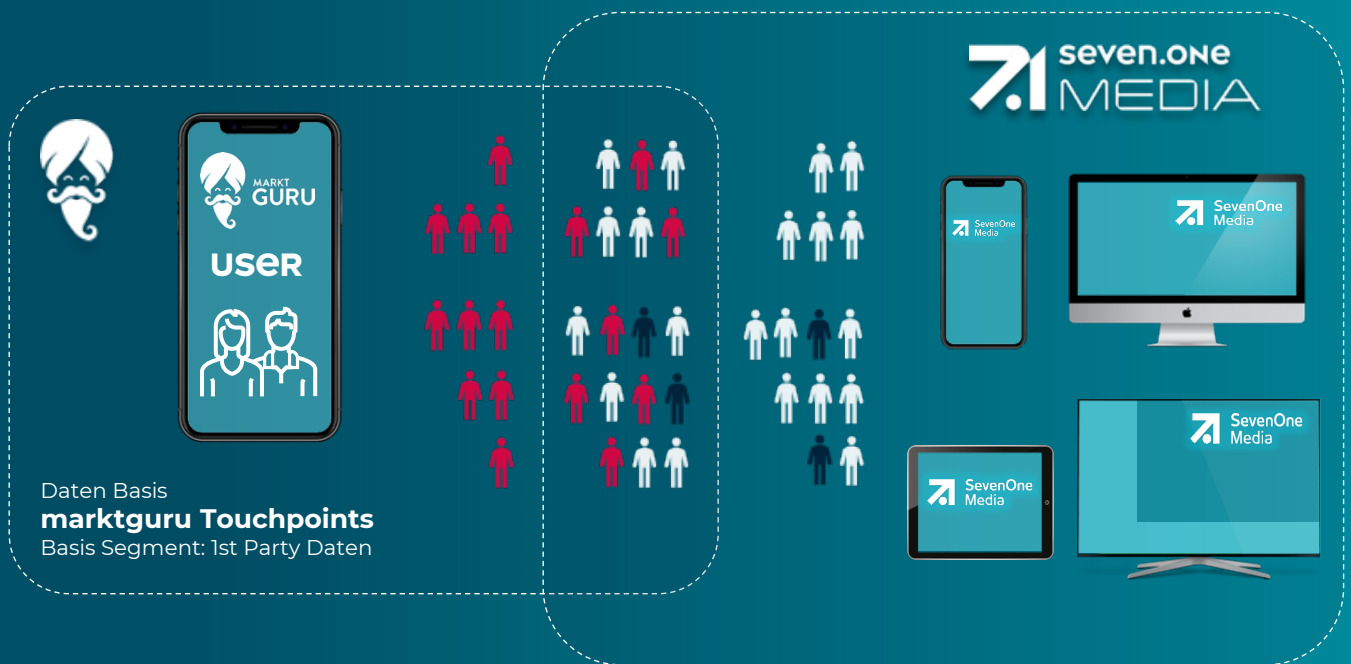 seven.one
MEDIA
MARKT
GURU
user
Daten Basis
marktguru Touchpoints
Basis Segment: 1st Party Daten
SevenOne
Media
SevenOne
Media
SevenOne
Media
SevenOne
Media